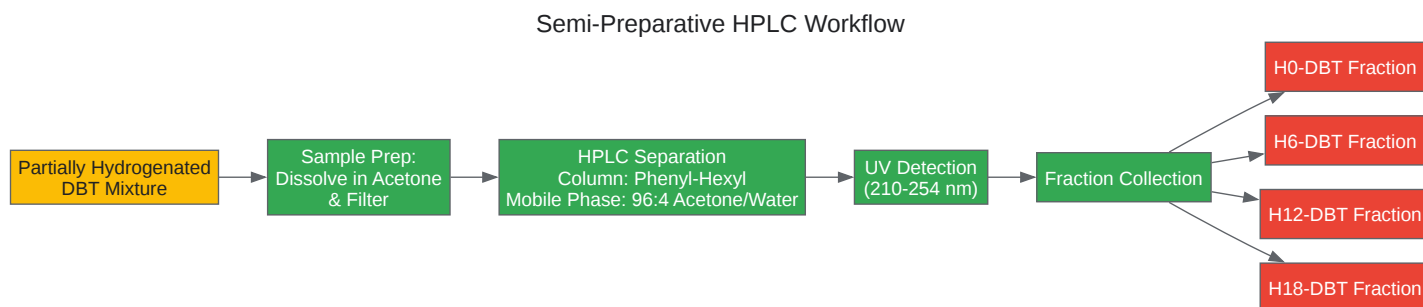 Semi-Preparative HPLC Workflow
Partially Hydrogenated
DBT Mixture
Sample Prep:
Dissolve in Acetone
& Filter
HPLC Separation
Column: Phenyl-Hexyl
Mobile Phase: 96:4 Acetone/Water
UV Detection
(210-254 nm)
Fraction Collection
H0-DBT Fraction
H6-DBT Fraction
H12-DBT Fraction
H18-DBT Fraction